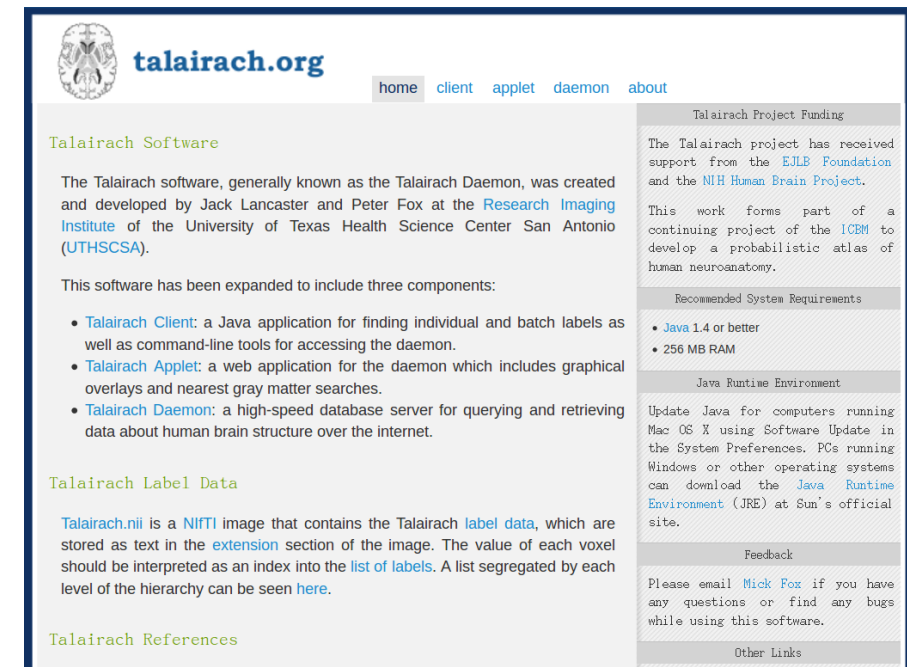 talairach.org
home client applet daemon about
Talairach Software
The Talairach software, generally known as the Talairach Daemon, was created
and developed by Jack Lancaster and Peter Fox at the Research Imaging
Institute of the University of Texas Health Science Center San Antonio
(UTHSCSA).
This software has been expanded to include three components:
• Talairach Client: a Java application for finding individual and batch labels as
well as command-line tools for accessing the daemon.
• Talairach Applet: a web application for the daemon which includes graphical
overlays and nearest gray matter searches.
• Talairach Daemon: a high-speed database server for querying and retrieving
data about human brain structure over the internet.
Talairach Label Data
Talairach.nii is a NIfTI image that contains the Talairach label data, which are
stored as text in the extension section of the image. The value of each voxel
should be interpreted as an index into the list of labels. A list segregated by each
level of the hierarchy can be seen here.
Talairach References
Talairach Project Funding
The Talairach project has received
support from the EJLB Foundation
and the NIH Human Brain Project.
This work forms part of a
continuing project of the ICBM to
develop a probabilistic atlas of
human neuroanatomy.
Recommended System Requirements
• Java 1.4 or better
• 256 MB RAM
Java Runtime Environment
Update Java for computers running
Mac OS X using Software Update in
the System Preferences. PCs running
Windows or other operating systems
can download the Java Runtime
Environment (JRE) at Sun's official
site.
Feedback
Please email Mick Fox if you have
any questions or find any bugs
while using this software.
Other Links